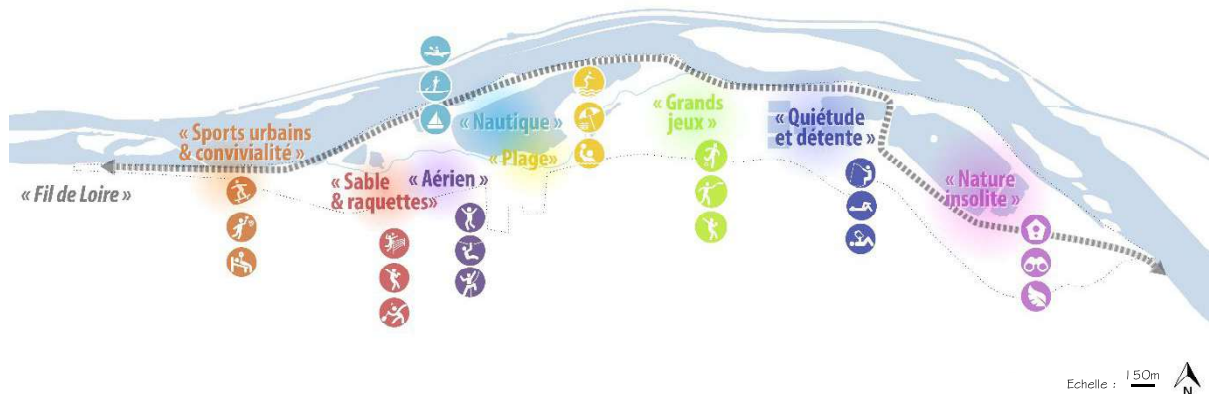 « Sports urbains
& convivialité »
« Fil de Loire »
« Sable
& raquettes»
« Aérien »
« Nautique »
« Plage»
« Grands
jeux »
« Quiétude
et détente »
« Nature
insolite »
Echelle : 150m
N